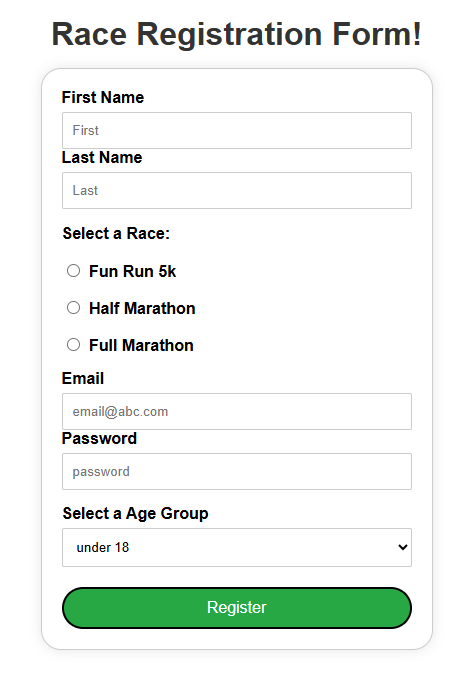 Race Registration Form!
First Name
First
Last Name
Last
Select a Race:
Fun Run 5k
Half Marathon
Full Marathon
Email
email@abc.com
Password
password
Select a Age Group
under 18
Register